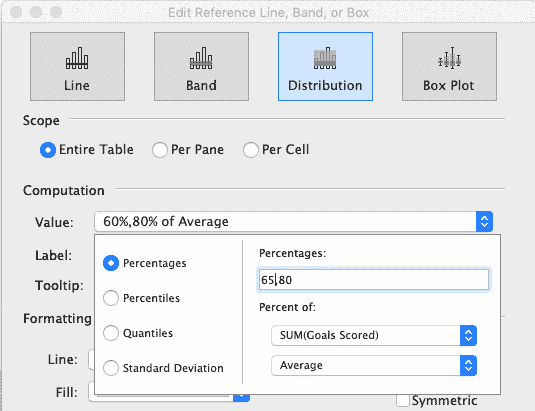 Edit Reference Line, Band, or Box
Line Band Distribution Box Plot
Scope
Entire Table Per Pane Per Cell
Computation
Value: 60%,80% of Average
Label:
Tooltip:
Percentages
Percentiles
Quantiles
Standard Deviation
Percentages:
65,80
Percent of:
SUM(Goals Scored)
Average
Formatting
Line:
Fill:
Symmetric